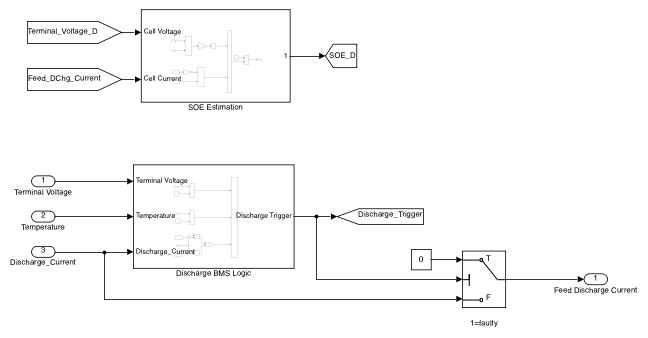 Terminal_Voltage_D
Cell Voltage
1
SOE_D
Feed_DChg_Current
Cell Current
SOE Estimation
1
Terminal Voltage
Terminal Voltage
2
Temperature
Temperature
Discharge Trigger
Discharge_Trigger
3
Discharge_Current
Discharge_Current
Discharge BMS Logic
0
T
F
1
Feed Discharge Current
1=faulty